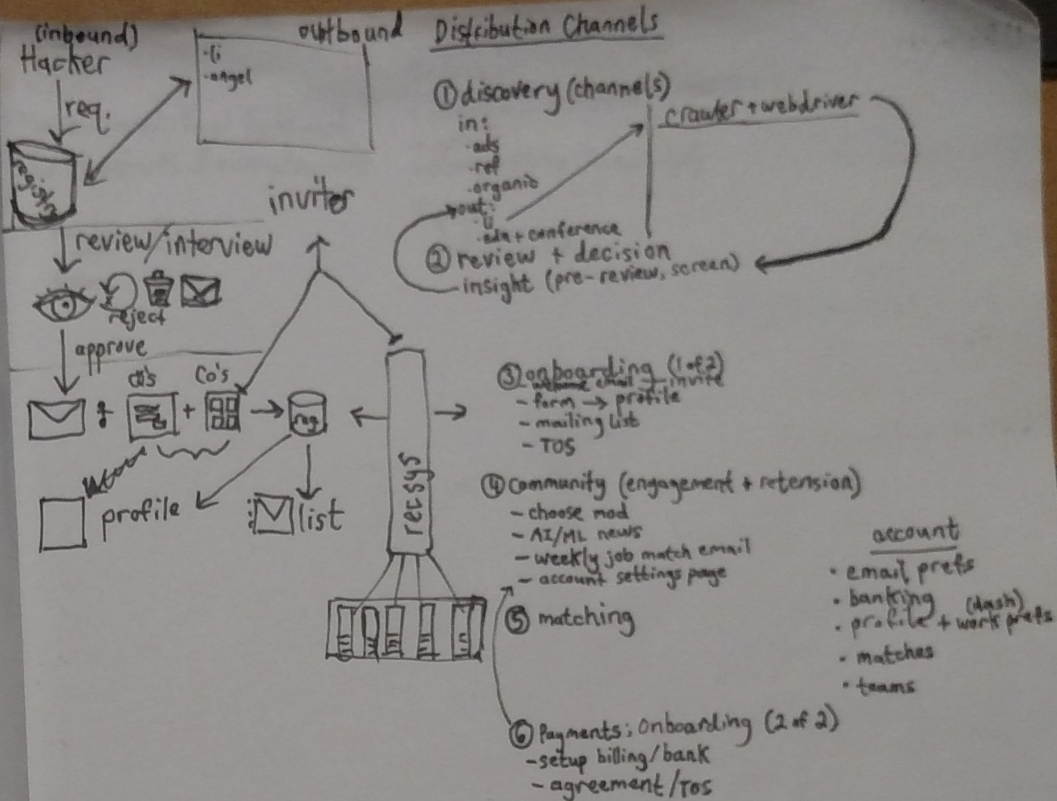 (inbound)
Hacker
req.
outbound
·li
·angel
review/interview
reject
approve
inviter
Co's
+
reg
profile
list
recsys
Distribution Channels
① discovery (channels)
in:
·ads
·ref
·organic
out:
·li
+ conference
crawler + webdriver
② review + decision
insight (pre-review, screen)
③ onboarding (1 of 2)
welcome email + invite
- form → profile
- mailing list
- TOS
④ Community (engagement + retension)
- choose mod
- AI/ML news
- weekly job match email
- account settings page
⑤ matching
⑥ Payments: Onboarding (2 of 2)
- setup billing/bank
- agreement/TOS
account
· email prefs
· banking
(dash)
· profile + work prefs
· matches
· teams